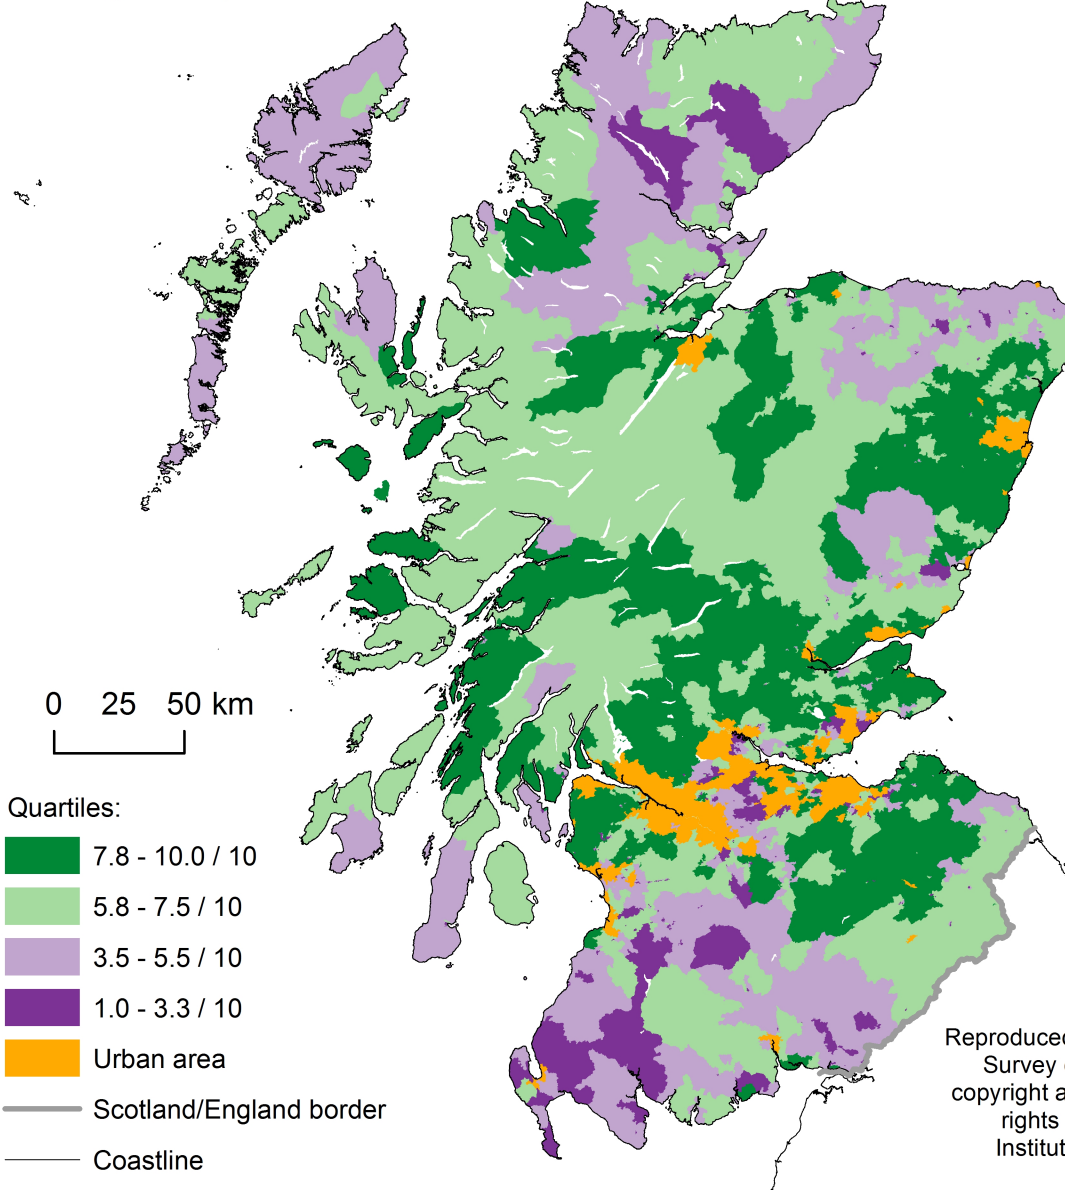 0 25 50 km
Quartiles:
7.8 - 10.0 / 10
5.8 - 7.5 / 10
3.5 - 5.5 / 10
1.0 - 3.3 / 10
Urban area
Scotland/England border
Coastline
Reproduced
Survey
copyright a
rights
Institut